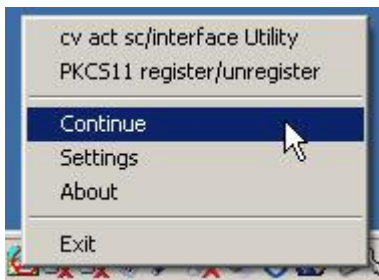 cv act sc/interface Utility
PKCS11 register/unregister
Continue
Settings
About
Exit